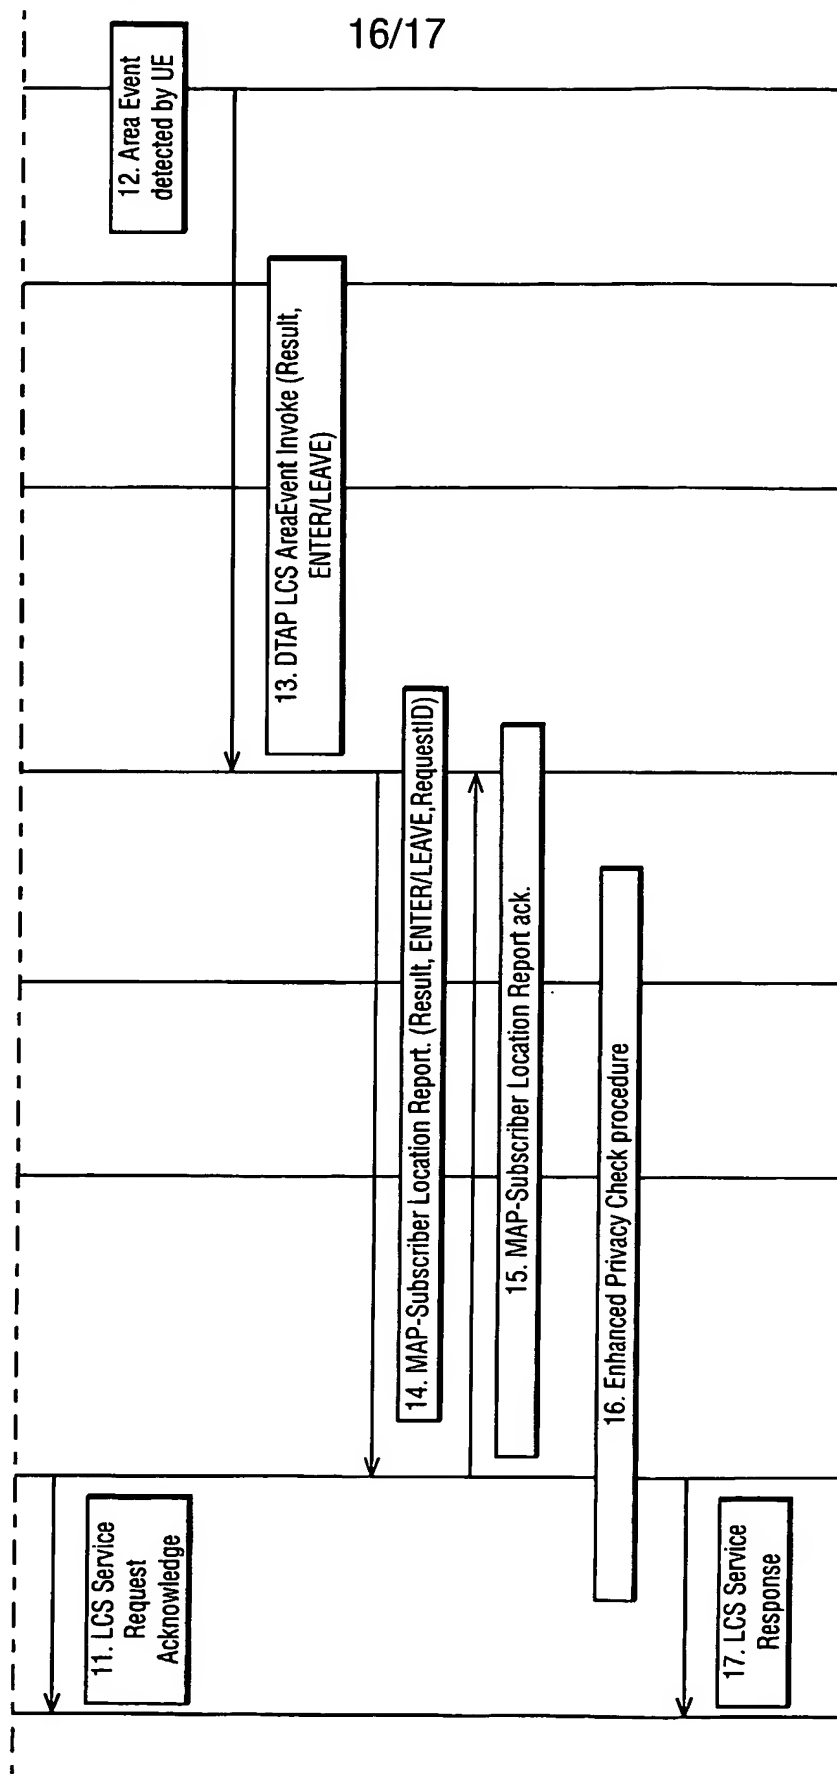 16/17
11. LCS Service
Request
Acknowledge
12. Area Event
detected by UE
13. DTAP LCS AreaEvent Invoke (Result,
ENTER/LEAVE)
14. MAP-Subscriber Location Report. (Result, ENTER/LEAVE,RequestID)
15. MAP-Subscriber Location Report ack.
16. Enhanced Privacy Check procedure
17. LCS Service
Response